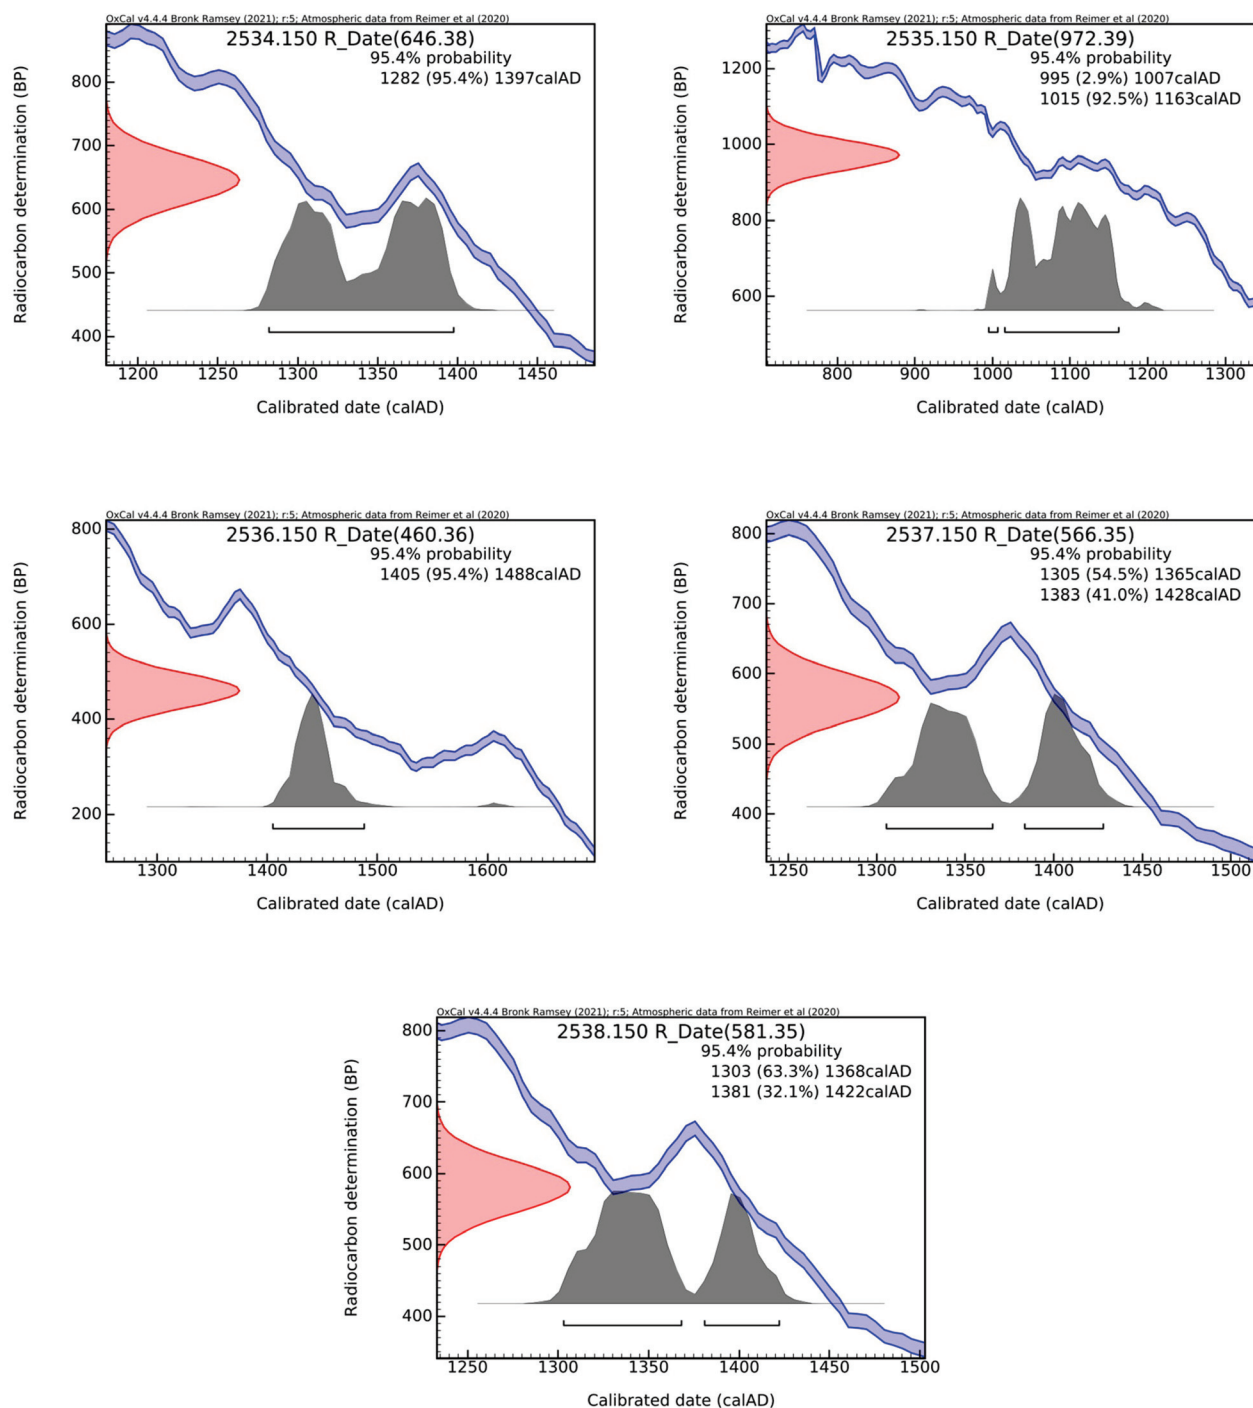 OxCal v4.4.4 Bronk Ramsey (2021); r:5; Atmospheric data from Reimer et al (2020)
2534.150 R_Date(646.38)
95.4% probability
1282 (95.4%) 1397calAD
Radiocarbon determination (BP)
800
700
600
500
400
1200 1250 1300 1350 1400 1450
Calibrated date (calAD)
OxCal v4.4.4 Bronk Ramsey (2021); r:5; Atmospheric data from Reimer et al (2020)
2535.150 R_Date(972.39)
95.4% probability
995 (2.9%) 1007calAD
1015 (92.5%) 1163calAD
Radiocarbon determination (BP)
1200
1000
800
600
800 900 1000 1100 1200 1300
Calibrated date (calAD)
OxCal v4.4.4 Bronk Ramsey (2021); r:5; Atmospheric data from Reimer et al (2020)
2536.150 R_Date(460.36)
95.4% probability
1405 (95.4%) 1488calAD
Radiocarbon determination (BP)
800
600
400
200
1300 1400 1500 1600
Calibrated date (calAD)
OxCal v4.4.4 Bronk Ramsey (2021); r:5; Atmospheric data from Reimer et al (2020)
2537.150 R_Date(566.35)
95.4% probability
1305 (54.5%) 1365calAD
1383 (41.0%) 1428calAD
Radiocarbon determination (BP)
800
700
600
500
400
1250 1300 1350 1400 1450 1500
Calibrated date (calAD)
OxCal v4.4.4 Bronk Ramsey (2021); r:5; Atmospheric data from Reimer et al (2020)
2538.150 R_Date(581.35)
95.4% probability
1303 (63.3%) 1368calAD
1381 (32.1%) 1422calAD
Radiocarbon determination (BP)
800
700
600
500
400
1250 1300 1350 1400 1450 1500
Calibrated date (calAD)